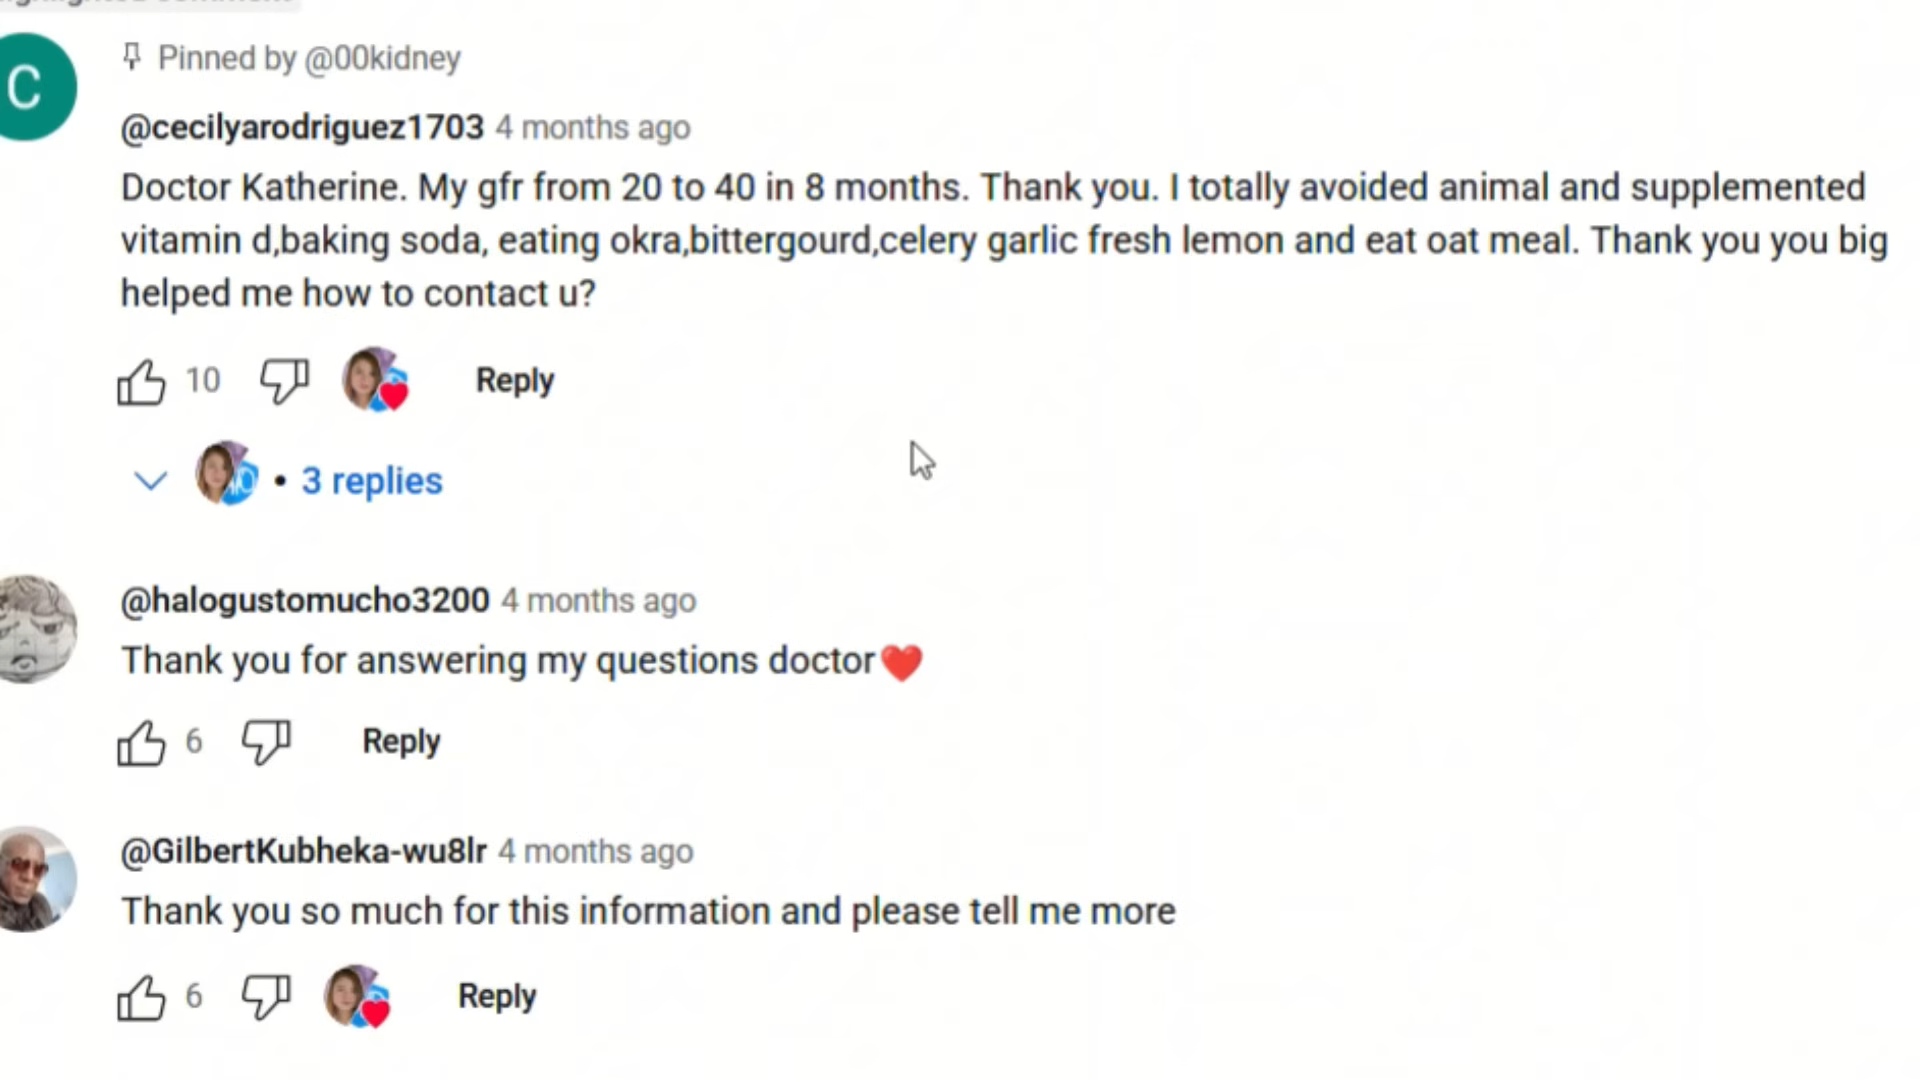 Pinned by @00kidney
C
@cecilyarodriguez1703 4 months ago
Doctor Katherine. My gfr from 20 to 40 in 8 months. Thank you. I totally avoided animal and supplemented
vitamin d,baking soda, eating okra,bittergourd,celery garlic fresh lemon and eat oat meal. Thank you you big
helped me how to contact u?
10 Reply
• 3 replies
@halogustomucho3200 4 months ago
Thank you for answering my questions doctor❤️
6 Reply
@GilbertKubheka-wu8lr 4 months ago
Thank you so much for this information and please tell me more
6 Reply